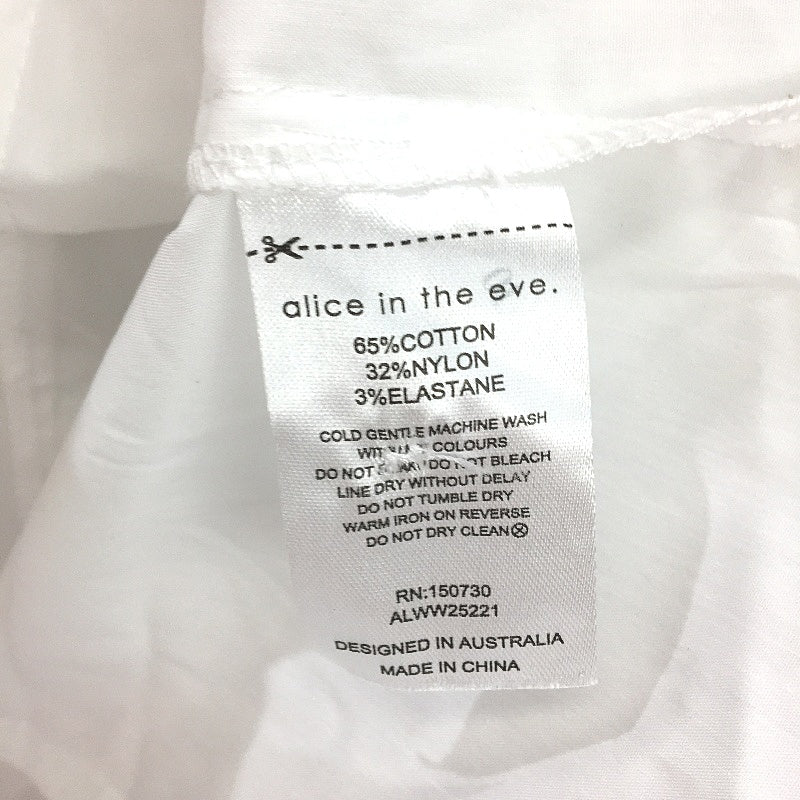 alice in the eve.
65%COTTON
32%NYLON
3%ELASTANE
COLD GENTLE MACHINE WASH
COLOURS
DO NOT DO NOT BLEACH
LINE DRY WITHOUT DELAY
DO NOT TUMBLE DRY
WARM IRON ON REVERSE
DO NOT DRY CLEAN
RN:150730
ALWW25221
DESIGNED IN AUSTRALIA
MADE IN CHINA